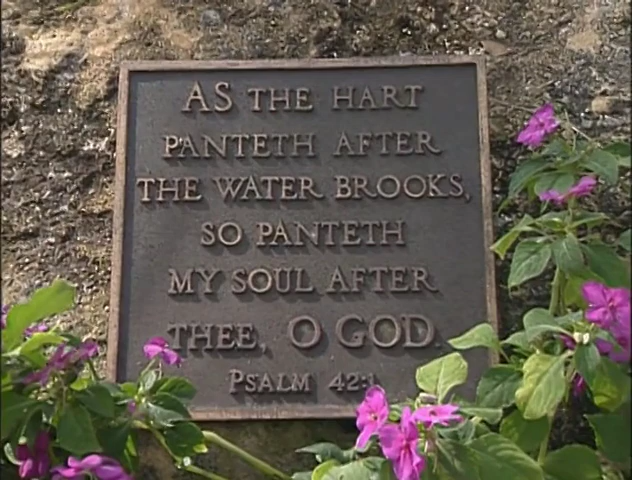 AS THE HART
PANTETH AFTER
THE WATER BROOKS,
SO PANTETH
MY SOUL AFTER
THEE, O GOD.
PSALM 42:1